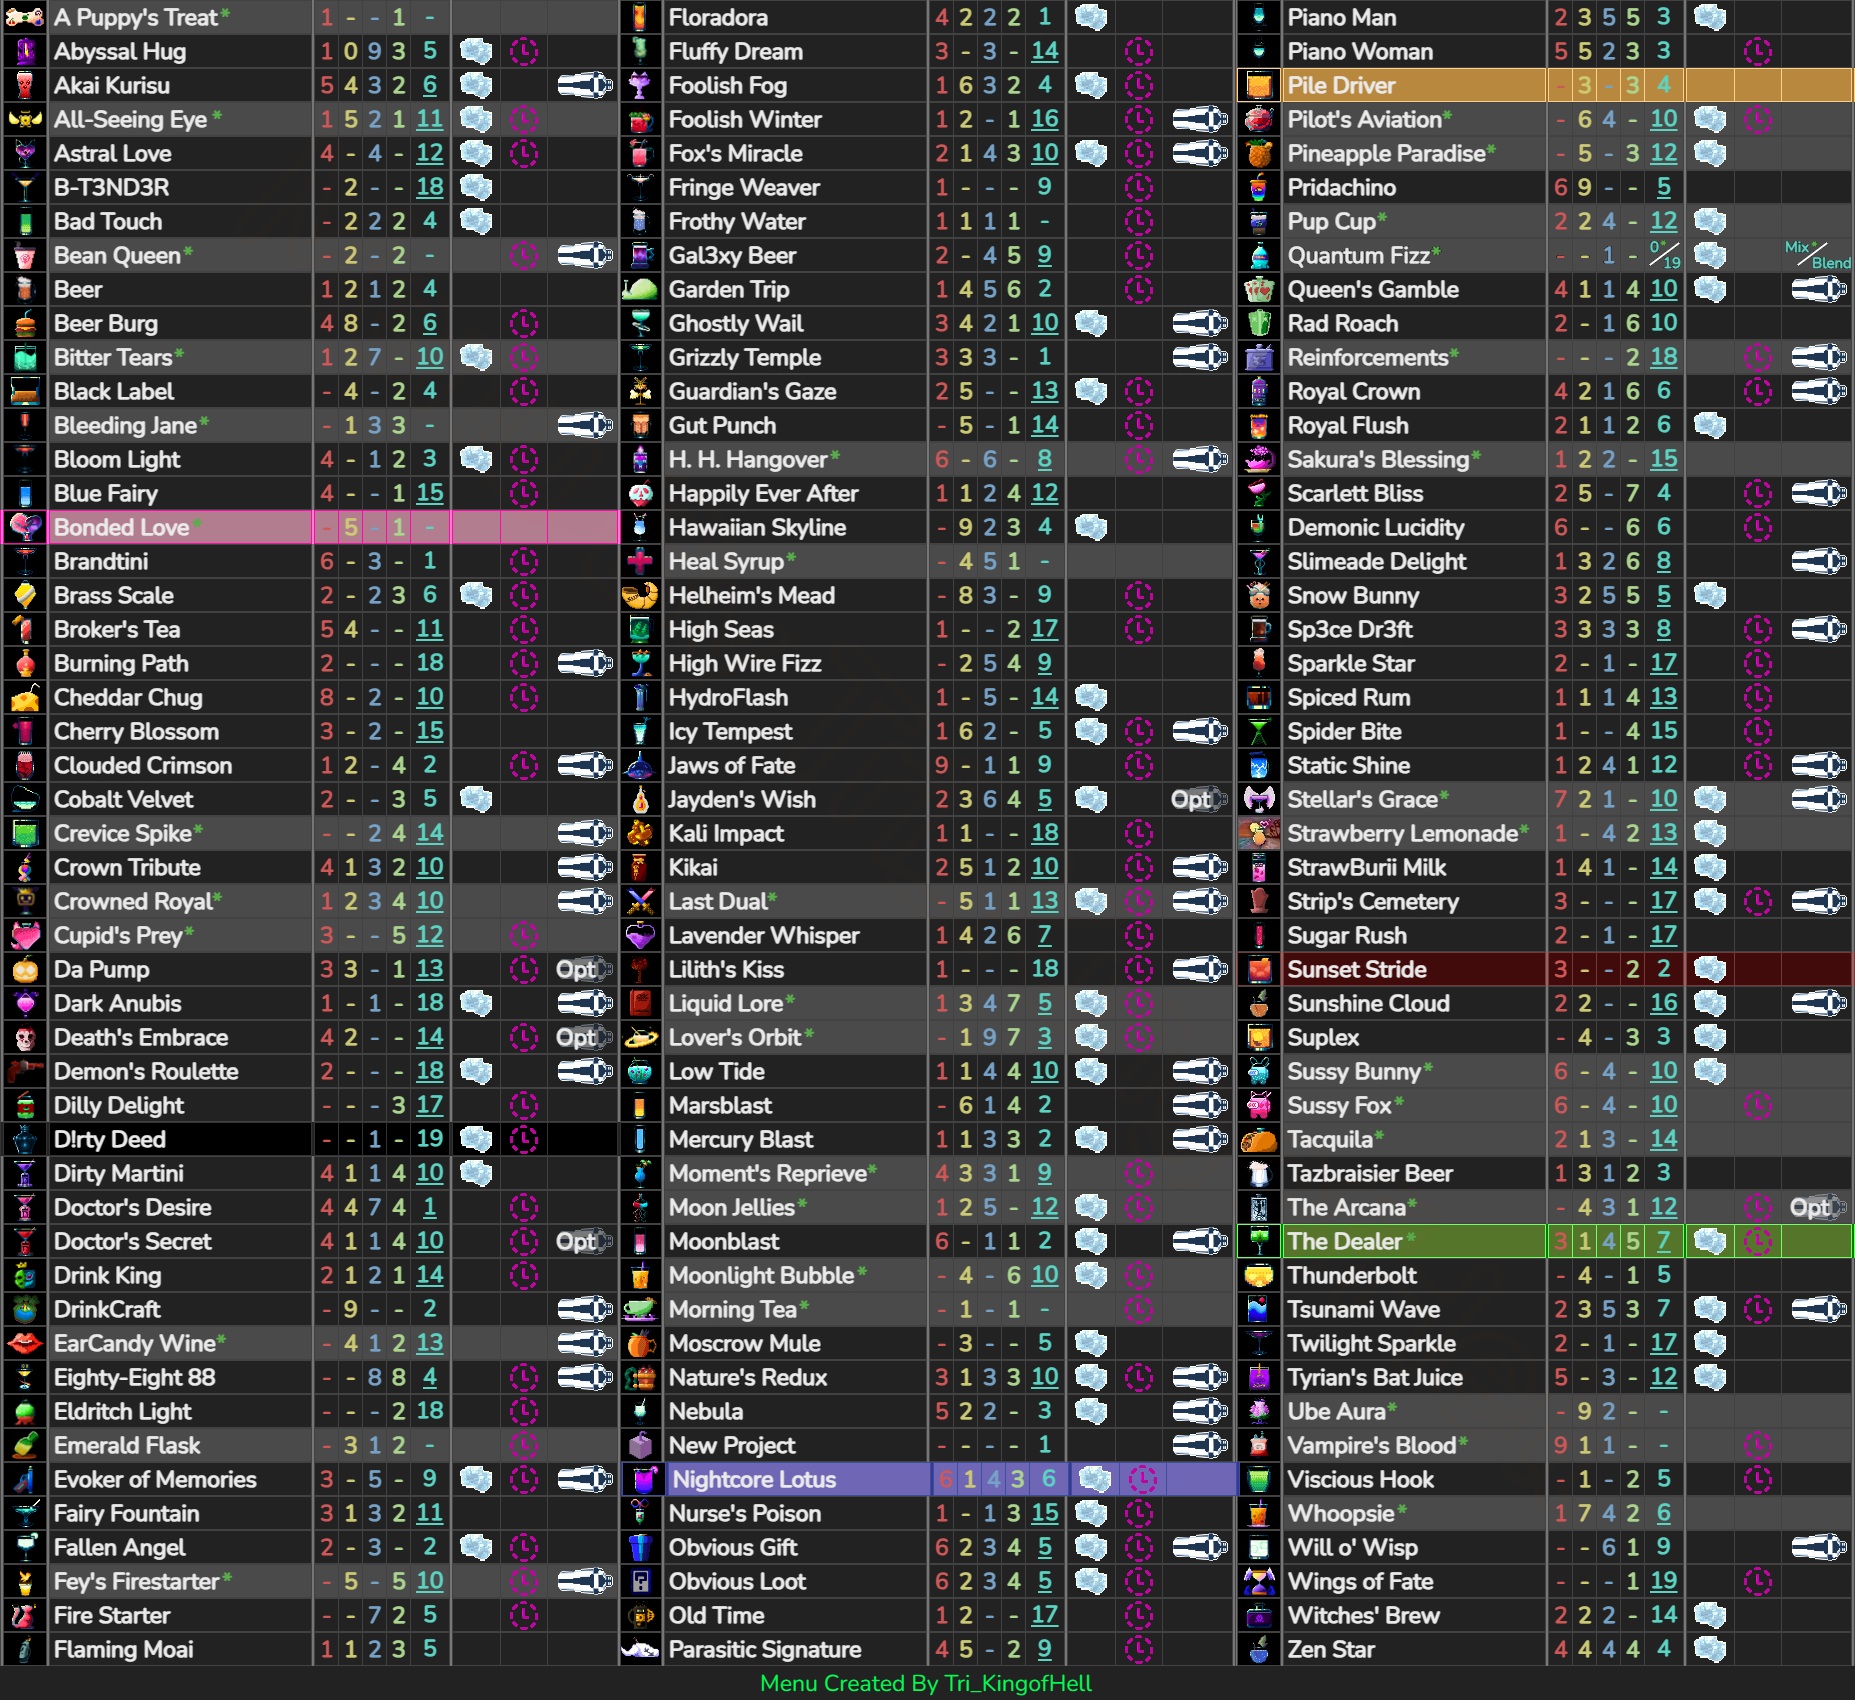 A Puppy's Treat* 1 - - 1 -
Abyssal Hug 1 0 9 3 5
Akai Kurisu 5 4 3 2 6
All-Seeing Eye* 1 5 2 1 11
Astral Love 4 - 4 - 12
B-T3ND3R - 2 - - 18
Bad Touch - 2 2 2 4
Bean Queen* - 2 - 2 -
Beer 1 2 1 2 4
Beer Burg 4 8 - 2 6
Bitter Tears* 1 2 7 - 10
Black Label - 4 - 2 4
Bleeding Jane* - 1 3 3 -
Bloom Light 4 - 1 2 3
Blue Fairy 4 - - 1 15
Bonded Love* - 5 - 1 -
Brandtini 6 - 3 - 1
Brass Scale 2 - 2 3 6
Broker's Tea 5 4 - - 11
Burning Path 2 - - - 18
Cheddar Chug 8 - 2 - 10
Cherry Blossom 3 - 2 - 15
Clouded Crimson 1 2 - 4 2
Cobalt Velvet 2 - - 3 5
Crevice Spike* - - 2 4 14
Crown Tribute 4 1 3 2 10
Crowned Royal* 1 2 3 4 10
Cupid's Prey* 3 - - 5 12
Da Pump 3 3 - 1 13 Opt
Dark Anubis 1 - 1 - 18
Death's Embrace 4 2 - - 14 Opt
Demon's Roulette 2 - - - 18
Dilly Delight - - - 3 17
D!rty Deed - - 1 - 19
Dirty Martini 4 1 1 4 10
Doctor's Desire 4 4 7 4 1
Doctor's Secret 4 1 1 4 10 Opt
Drink King 2 1 2 1 14
DrinkCraft - 9 - - 2
EarCandy Wine* - 4 1 2 13
Eighty-Eight 88 - - 8 8 4
Eldritch Light - - - 2 18
Emerald Flask - 3 1 2 -
Evoker of Memories 3 - 5 - 9
Fairy Fountain 3 1 3 2 11
Fallen Angel 2 - 3 - 2
Fey's Firestarter* - 5 - 5 10
Fire Starter - - 7 2 5
Flaming Moai 1 1 2 3 5
Floradora 4 2 2 2 1
Fluffy Dream 3 - 3 - 14
Foolish Fog 1 6 3 2 4
Foolish Winter 1 2 - 1 16
Fox's Miracle 2 1 4 3 10
Fringe Weaver 1 - - - 9
Frothy Water 1 1 1 1 -
Gal3xy Beer 2 - 4 5 9
Garden Trip 1 4 5 6 2
Ghostly Wail 3 4 2 1 10
Grizzly Temple 3 3 3 - 1
Guardian's Gaze 2 5 - - 13
Gut Punch - 5 - 1 14
H. H. Hangover* 6 - 6 - 8
Happily Ever After 1 1 2 4 12
Hawaiian Skyline - 9 2 3 4
Heal Syrup* - 4 5 1 -
Helheim's Mead - 8 3 - 9
High Seas 1 - - 2 17
High Wire Fizz - 2 5 4 9
HydroFlash 1 - 5 - 14
Icy Tempest 1 6 2 - 5
Jaws of Fate 9 - 1 1 9
Jayden's Wish 2 3 6 4 5 Opt
Kali Impact 1 1 - - 18
Kikai 2 5 1 2 10
Last Dual* - 5 1 1 13
Lavender Whisper 1 4 2 6 7
Lilith's Kiss 1 - - - 18
Liquid Lore* 1 3 4 7 5
Lover's Orbit* - 1 9 7 3
Low Tide 1 1 4 4 10
Marsblast - 6 1 4 2
Mercury Blast 1 1 3 3 2
Moment's Reprieve* 4 3 3 1 9
Moon Jellies* 1 2 5 - 12
Moonblast 6 - 1 1 2
Moonlight Bubble* - 4 - 6 10
Morning Tea* - 1 - 1 -
Moscrow Mule - 3 - - 5
Nature's Redux 3 1 3 3 10
Nebula 5 2 2 - 3
New Project - - - - 1
Nightcore Lotus 6 1 4 3 6
Nurse's Poison 1 - 1 3 15
Obvious Gift 6 2 3 4 5
Obvious Loot 6 2 3 4 5
Old Time 1 2 - - 17
Parasitic Signature 4 5 - 2 9
Piano Man 2 3 5 5 3
Piano Woman 5 5 2 3 3
Pile Driver - 3 - 3 4
Pilot's Aviation* - 6 4 - 10
Pineapple Paradise* - 5 - 3 12
Pridachino 6 9 - - 5
Pup Cup* 2 2 4 - 12
Quantum Fizz* - - 1 - 0*/19 Mix*/Blend
Queen's Gamble 4 1 1 4 10
Rad Roach 2 - 1 6 10
Reinforcements* - - - 2 18
Royal Crown 4 2 1 6 6
Royal Flush 2 1 1 2 6
Sakura's Blessing* 1 2 2 - 15
Scarlett Bliss 2 5 - 7 4
Demonic Lucidity 6 - - 6 6
Slimeade Delight 1 3 2 6 8
Snow Bunny 3 2 5 5 5
Sp3ce Dr3ft 3 3 3 3 8
Sparkle Star 2 - 1 - 17
Spiced Rum 1 1 1 4 13
Spider Bite 1 - - 4 15
Static Shine 1 2 4 1 12
Stellar's Grace* 7 2 1 - 10
Strawberry Lemonade* 1 - 4 2 13
StrawBurii Milk 1 4 1 - 14
Strip's Cemetery 3 - - - 17
Sugar Rush 2 - 1 - 17
Sunset Stride 3 - - 2 2
Sunshine Cloud 2 2 - - 16
Suplex - 4 - 3 3
Sussy Bunny* 6 - 4 - 10
Sussy Fox* 6 - 4 - 10
Tacquila* 2 1 3 - 14
Tazbraisier Beer 1 3 1 2 3
The Arcana* - 4 3 1 12 Opt
The Dealer* 3 1 4 5 7
Thunderbolt - 4 - 1 5
Tsunami Wave 2 3 5 3 7
Twilight Sparkle 2 - 1 - 17
Tyrian's Bat Juice 5 - 3 - 12
Ube Aura* - 9 2 - -
Vampire's Blood* 9 1 1 - -
Viscious Hook - 1 - 2 5
Whoopsie* 1 7 4 2 6
Will o' Wisp - - 6 1 9
Wings of Fate - - - 1 19
Witches' Brew 2 2 2 - 14
Zen Star 4 4 4 4 4
Menu Created By Tri_KingofHell